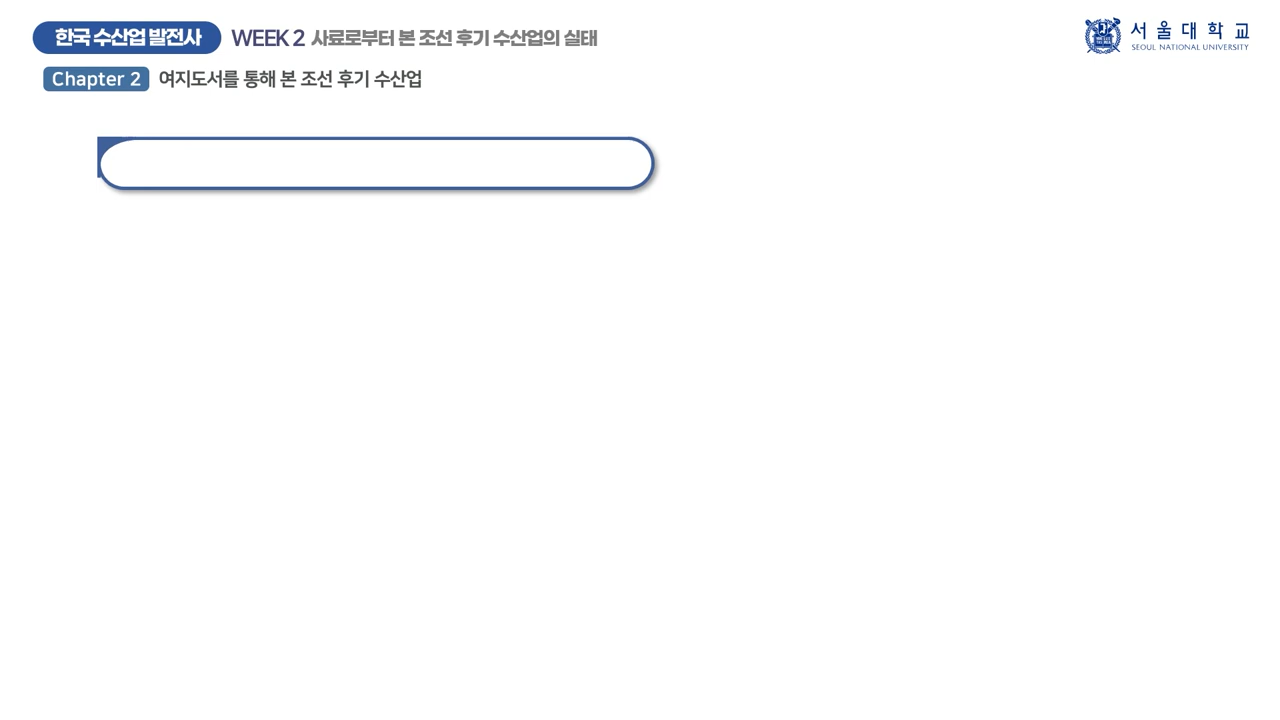 한국 수산업 발전사 WEEK 2 사료로부터 본 조선 후기 수산업의 실태
Chapter 2 여지도서를 통해 본 조선 후기 수산업
서울대학교
SEOUL NATIONAL UNIVERSITY